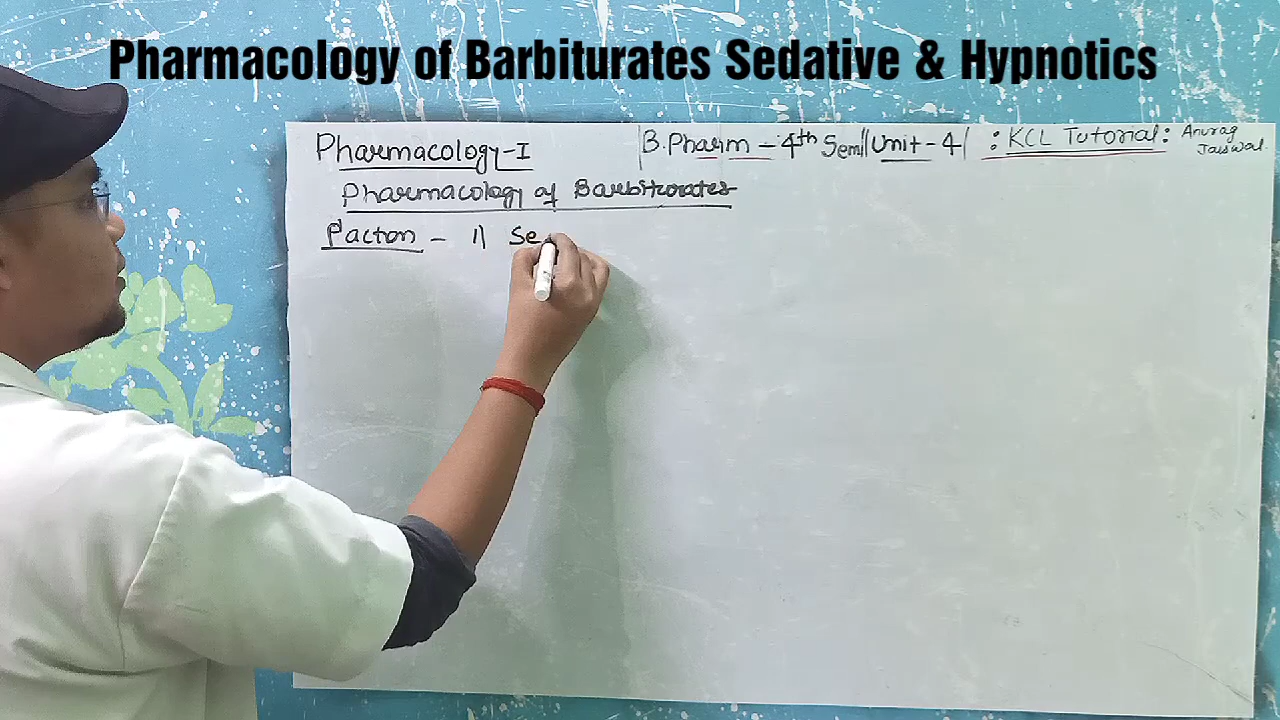 Pharmacology of Barbiturates Sedative & Hypnotics
Pharmacology-I
B. Pharm - 4th Sem || Unit - 4 |
: KCL Tutorial :
Anurag
Jaiswal
Pharmacology of Barbiturates
Pacton - 1) Se